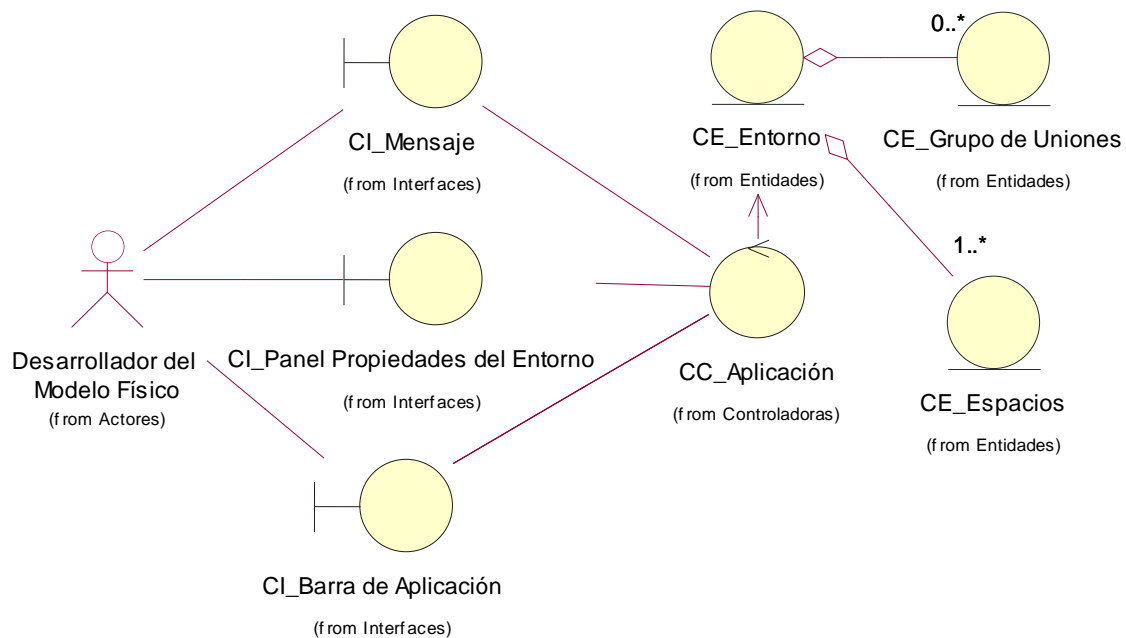 0..*
CI_Mensaje
(from Interfaces)
CE_Entorno
(from Entidades)
CE_Grupo de Uniones
(from Entidades)
1..*
Desarrollador del
Modelo Físico
(from Actores)
CI_Panel Propiedades del Entorno
(from Interfaces)
CC_Aplicación
(from Controladoras)
CE_Espacios
(from Entidades)
CI_Barra de Aplicación
(from Interfaces)